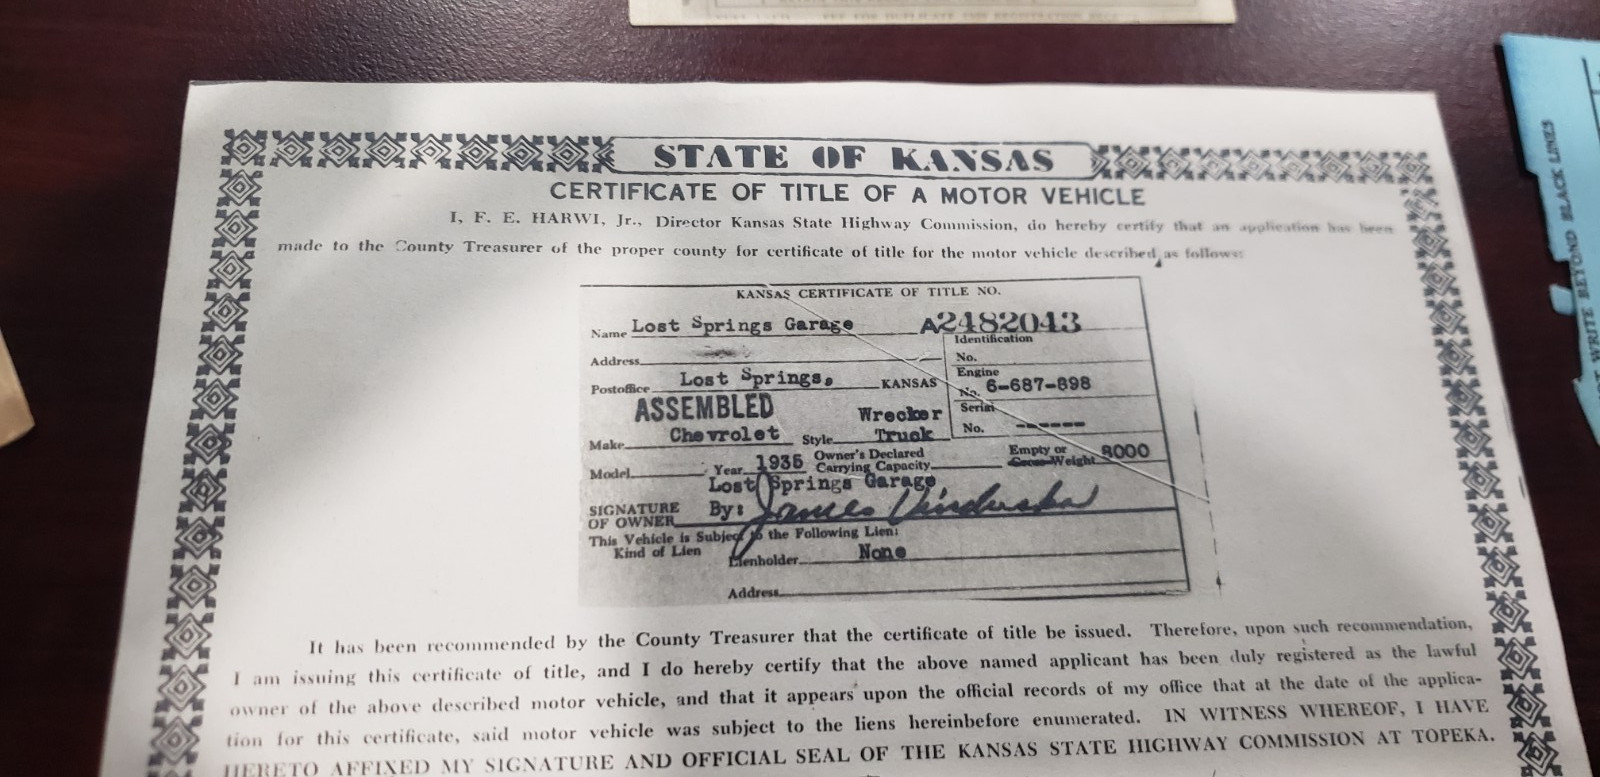 STATE OF KANSAS
CERTIFICATE OF TITLE OF A MOTOR VEHICLE
I, F. E. HARWI, Jr., Director Kansas State Highway Commission, do hereby certify that an application has been
made to the County Treasurer of the proper county for certificate of title for the motor vehicle described as follows:
KANSAS CERTIFICATE OF TITLE NO.
Name Lost Springs Garage A2482043
Address
Identification No.
Postoffice Lost Springs, KANSAS
Engine No. 6-687-898
ASSEMBLED Wrecker
Serial No. ------
Make Chevrolet Style Truck
Model Year 1935 Owner's Declared Carrying Capacity Empty or Gross Weight 8000
Lost Springs Garage
SIGNATURE OF OWNER By: James
This Vehicle is Subject to the Following Lien:
Kind of Lien Lienholder None
Address
It has been recommended by the County Treasurer that the certificate of title be issued. Therefore, upon such recommendation,
I am issuing this certificate of title, and I do hereby certify that the above named applicant has been duly registered as the lawful
owner of the above described motor vehicle, and that it appears upon the official records of my office that at the date of the applica-
tion for this certificate, said motor vehicle was subject to the liens hereinbefore enumerated. IN WITNESS WHEREOF, I HAVE
HERETO AFFIXED MY SIGNATURE AND OFFICIAL SEAL OF THE KANSAS STATE HIGHWAY COMMISSION AT TOPEKA.
WRITE BEYOND BLACK LINES